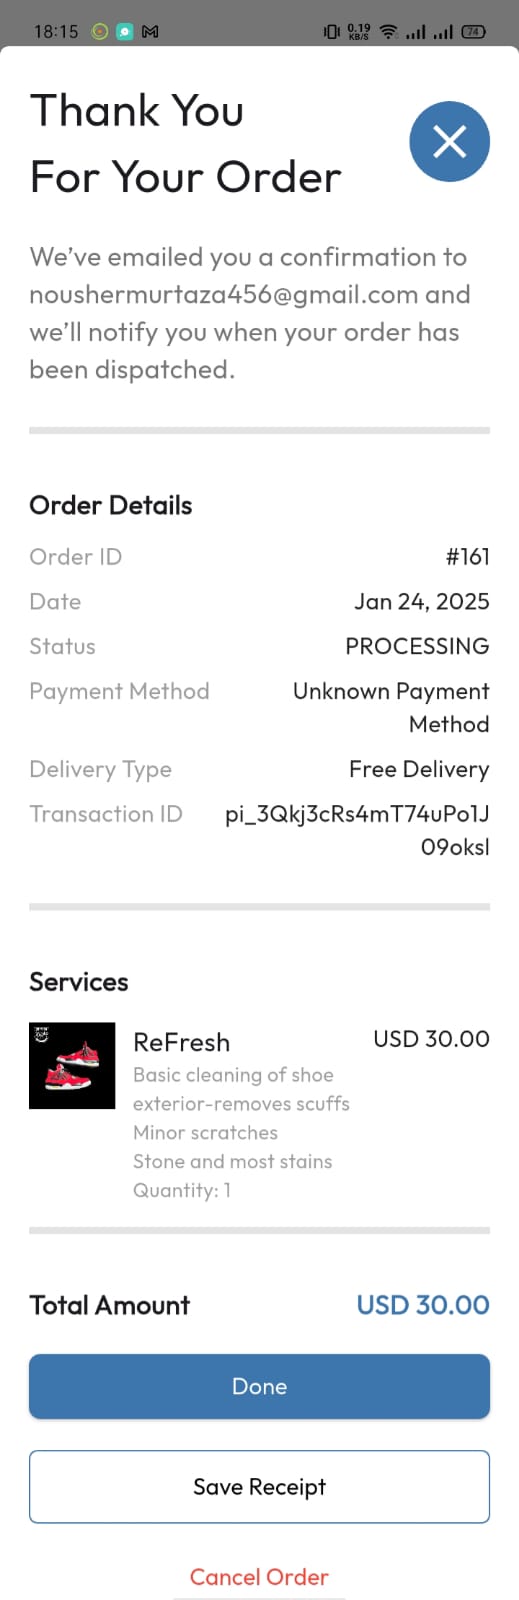 18:15 0.19 KB/S 74
Thank You
For Your Order
We've emailed you a confirmation to
noushermurtaza456@gmail.com and
we'll notify you when your order has
been dispatched.
Order Details
Order ID #161
Date Jan 24, 2025
Status PROCESSING
Payment Method Unknown Payment
Method
Delivery Type Free Delivery
Transaction ID pi_3Qkj3cRs4mT74uPo1J
09oksl
Services
ReFresh USD 30.00
Basic cleaning of shoe
exterior-removes scuffs
Minor scratches
Stone and most stains
Quantity: 1
Total Amount USD 30.00
Done
Save Receipt
Cancel Order